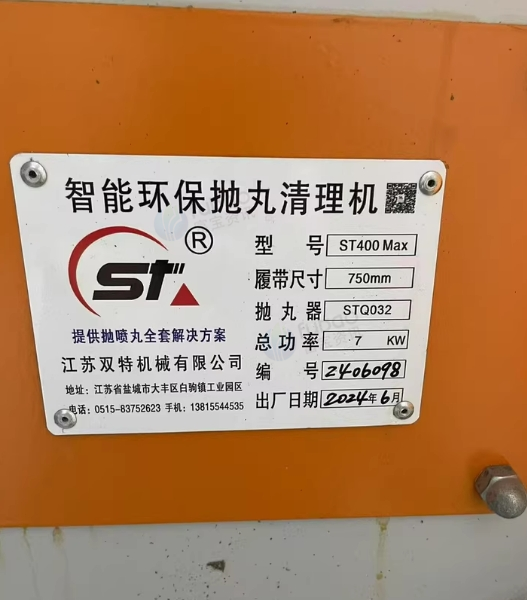 智能环保抛丸清理机
ST®
提供抛喷丸全套解决方案
江苏双特机械有限公司
地址：江苏省盐城市大丰区白驹镇工业园区
电话：0515-83752623 手机：13815544535
型号 ST400 Max
履带尺寸 750mm
抛丸器 STQ032
总功率 7 KW
编号 2406098
出厂日期 2024年6月